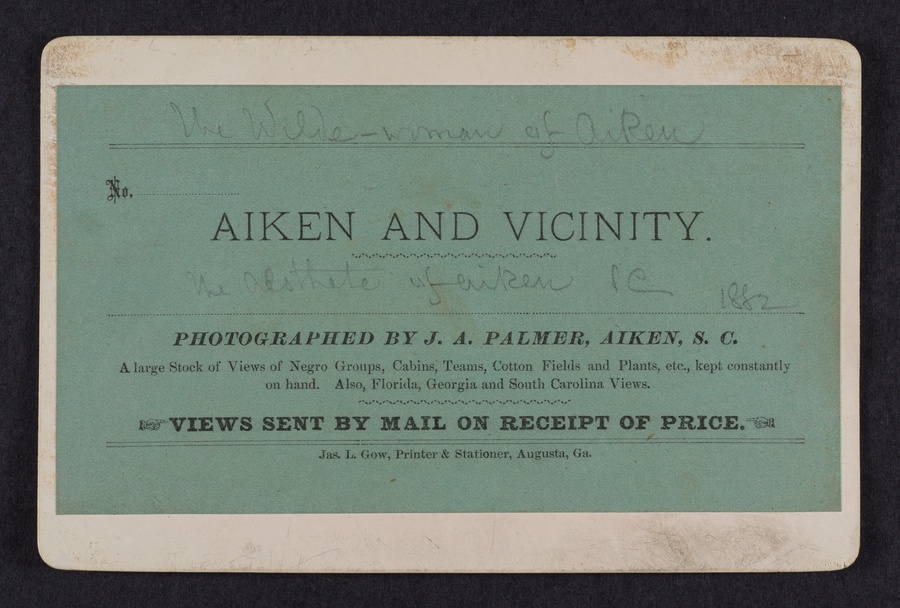 The Wilde-woman of Aiken
No.
AIKEN AND VICINITY.
The Aesthete of Aiken S C
1882
PHOTOGRAPHED BY J. A. PALMER, AIKEN, S. C.
A large Stock of Views of Negro Groups, Cabins, Teams, Cotton Fields and Plants, etc., kept constantly
on hand. Also, Florida, Georgia and South Carolina Views.
VIEWS SENT BY MAIL ON RECEIPT OF PRICE.
Jas. L. Gow, Printer & Stationer, Augusta, Ga.